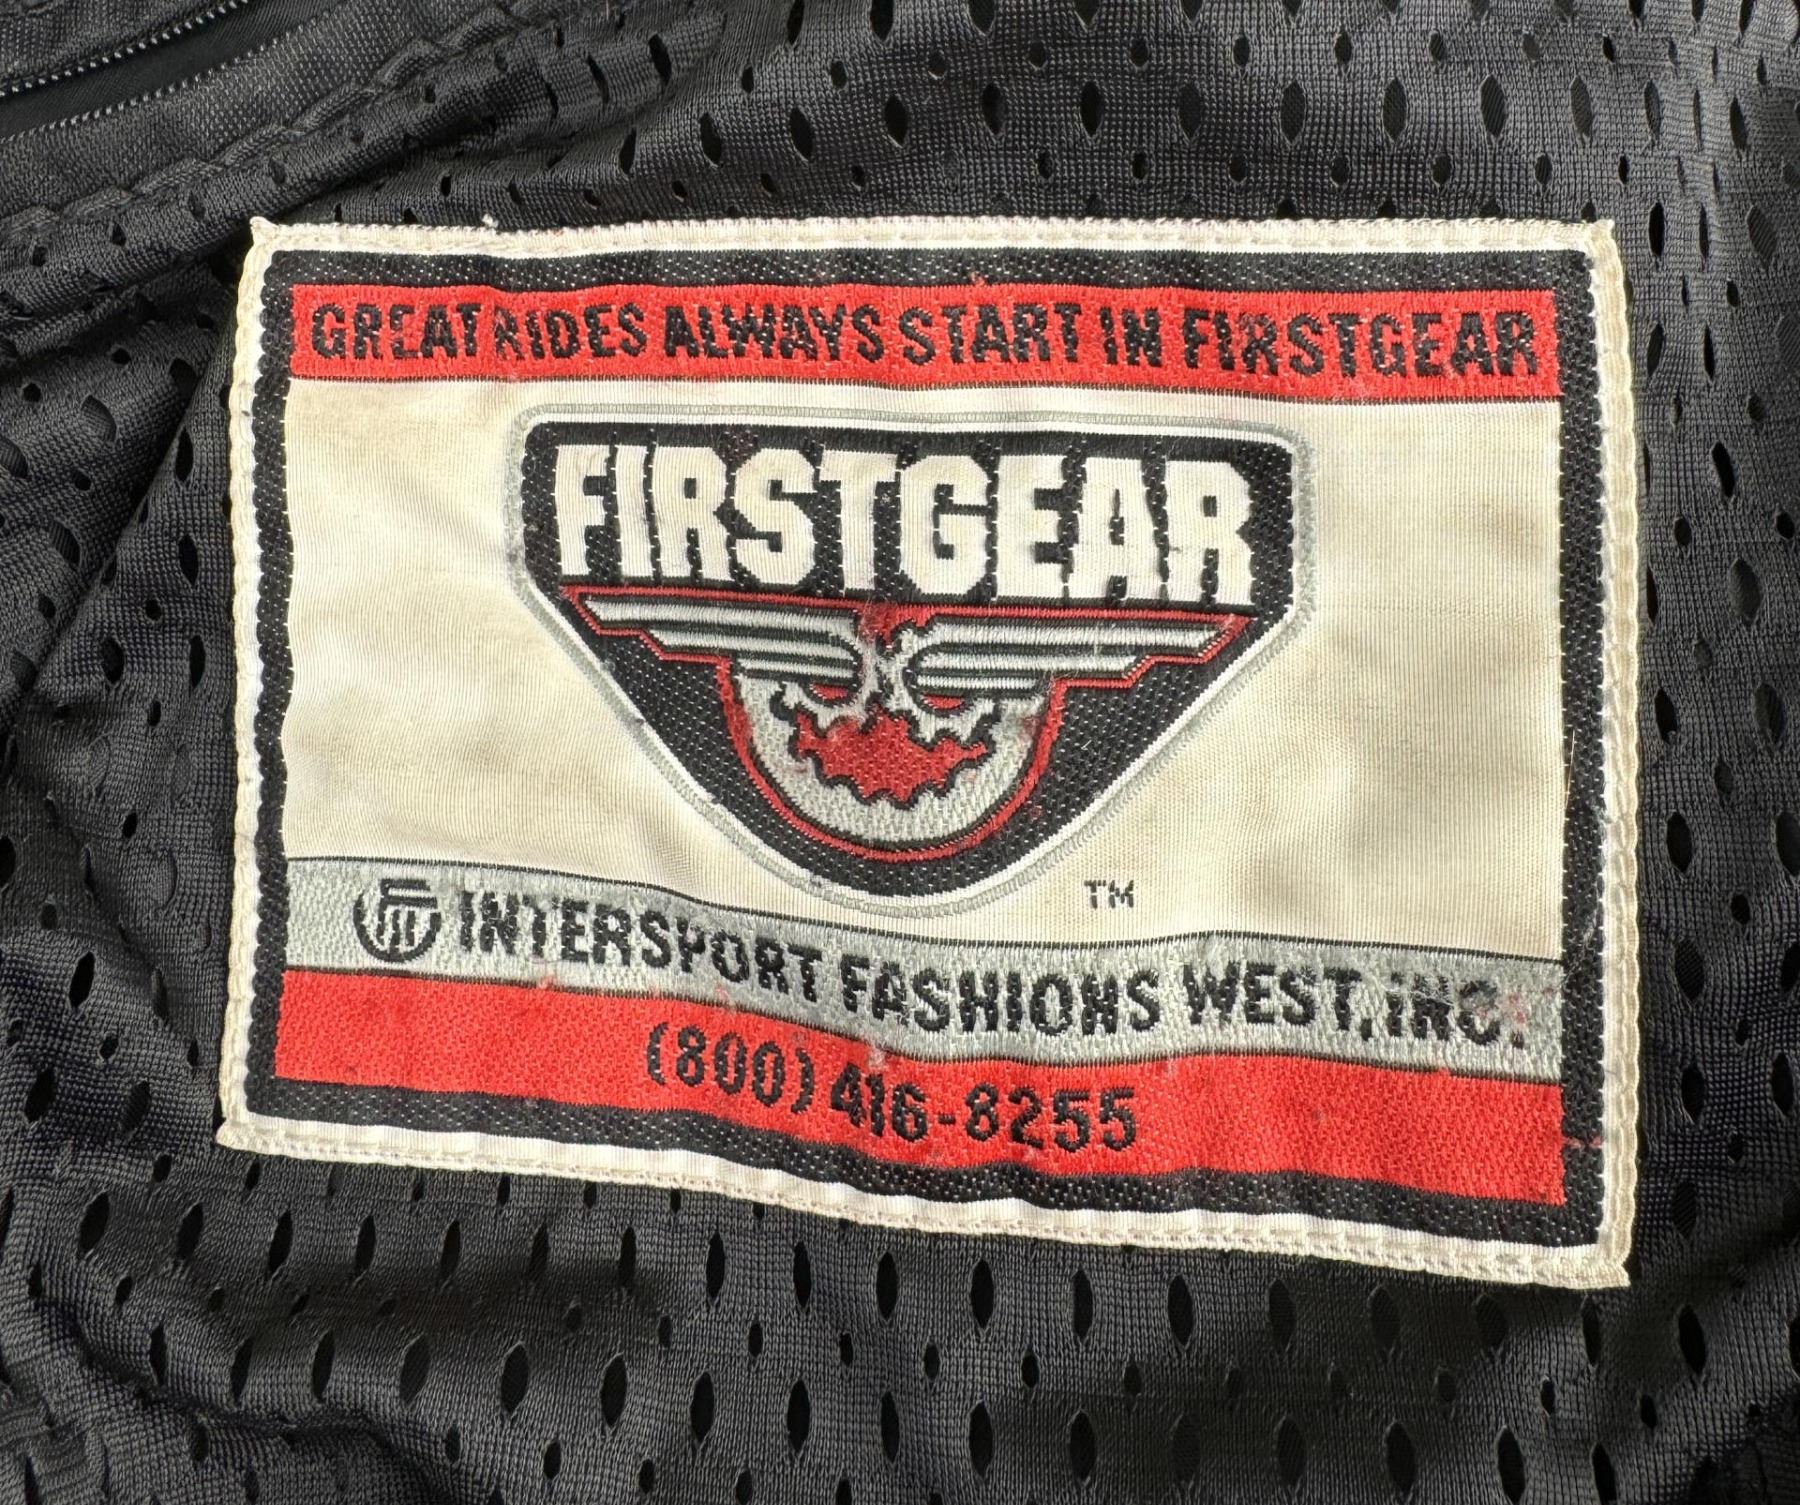 GREAT RIDES ALWAYS START IN FIRSTGEAR
FIRSTGEAR
TM
INTERSPORT FASHIONS WEST, INC.
(800) 416-8255